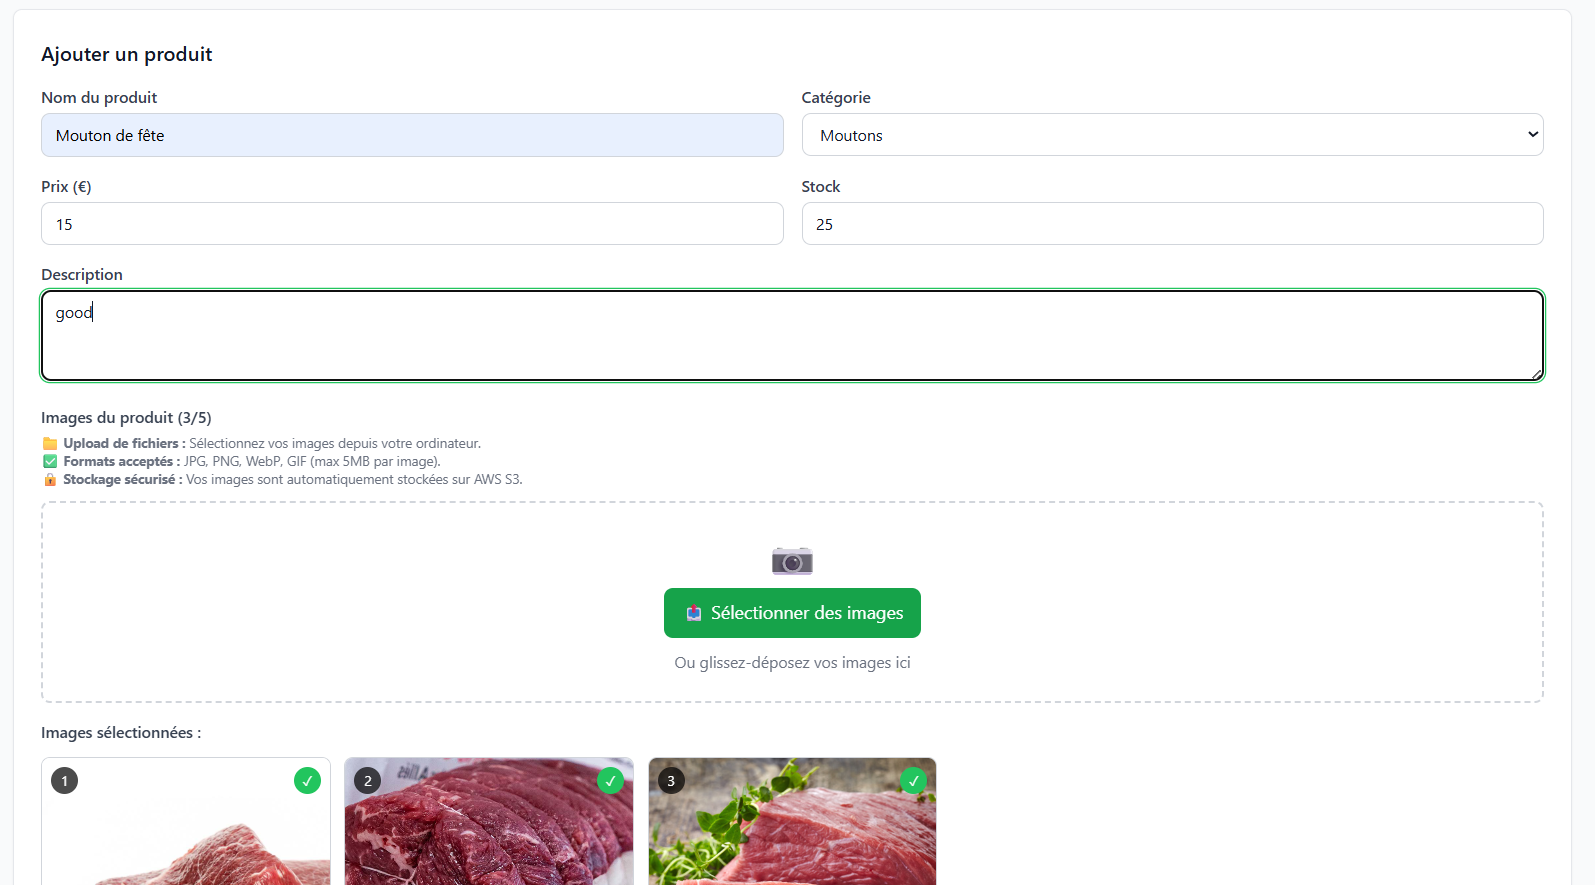 Ajouter un produit
Nom du produit
Mouton de fête
Catégorie
Moutons
Prix (€)
15
Stock
25
Description
good
Images du produit (3/5)
Upload de fichiers : Sélectionnez vos images depuis votre ordinateur.
Formats acceptés : JPG, PNG, WebP, GIF (max 5MB par image).
Stockage sécurisé : Vos images sont automatiquement stockées sur AWS S3.
Sélectionner des images
Ou glissez-déposez vos images ici
Images sélectionnées :
1
2
3